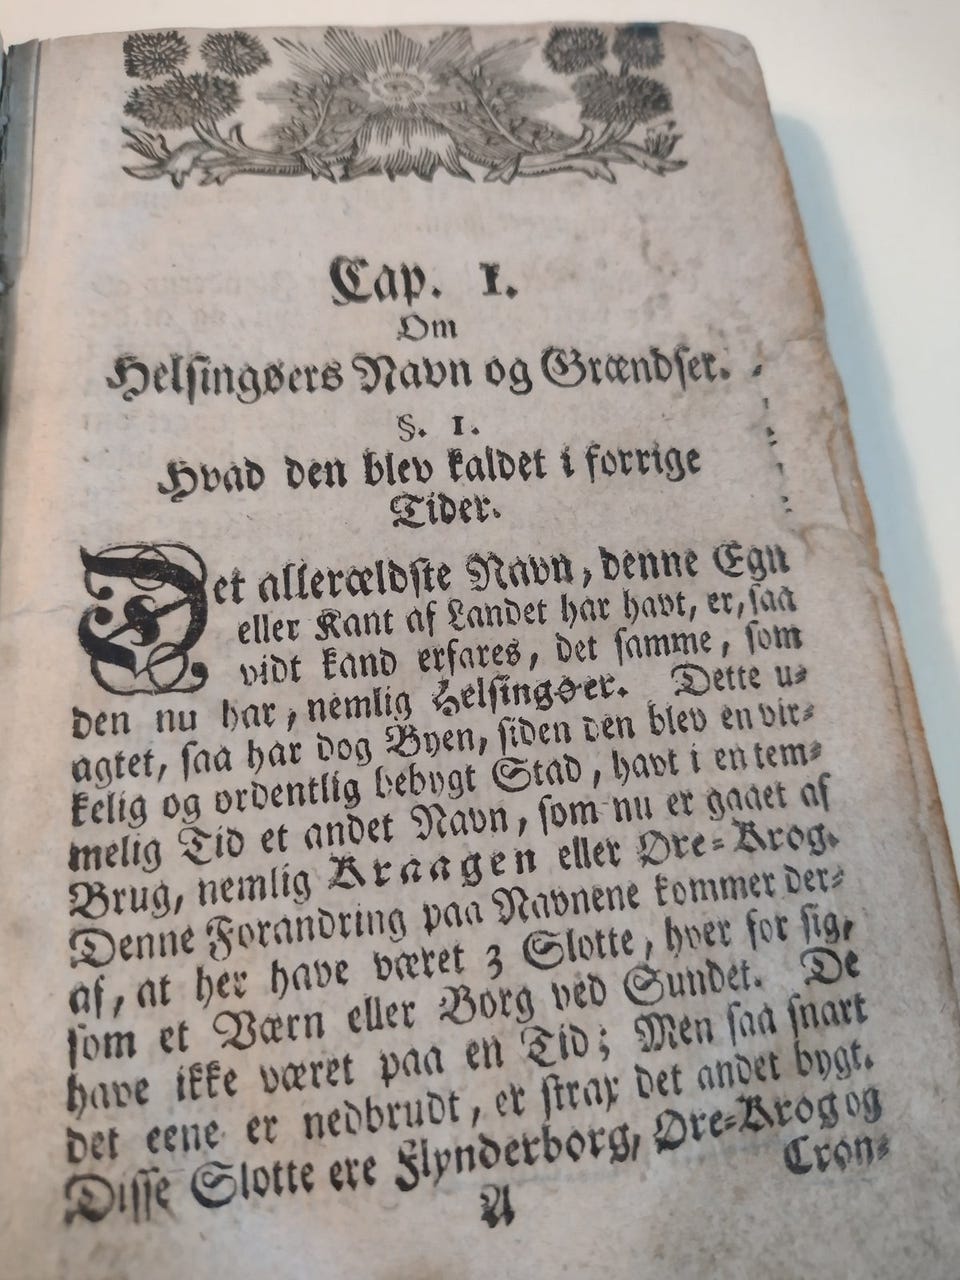 Cap. 1.
Om
Helsingøers Navn og Grændser.
§. 1.
Hvad den blev kaldet i forrige
Tider.
Det allerældste Navn, denne Egn
eller Kant af Landet har havt, er, saa
vidt kand erfares, det samme, som
den nu har, nemlig Helsingøer. Dette u-
agtet, saa har dog Byen, siden den blev en vir-
kelig og ordentlig bebygt Stad, havt i en tem-
melig Tid et andet Navn, som nu er gaaet af
Brug, nemlig Kraagen eller Øre-Krog.
Denne Forandring paa Navnene kommer der-
af, at her have været 3 Slotte, hver for sig,
som et Værn eller Borg ved Sundet. De
have ikke været paa en Tid; Men saa snart
det eene er nedbrudt, er strax det andet bygt.
Disse Slotte ere Flynderborg, Øre-Krog og
A
Cron-